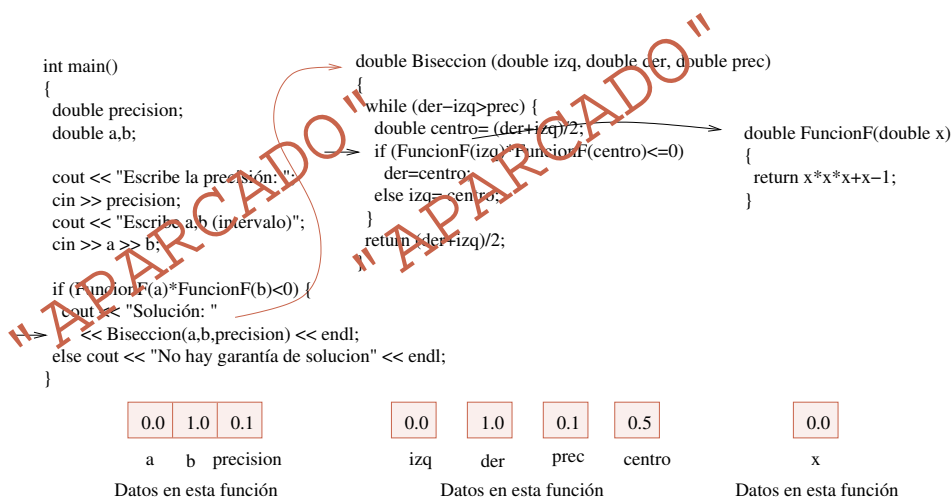 int main()
{
double precision;
double a,b;
cout << "Escribe la precisión: "
cin >> precision;
cout << "Escribe a,b (intervalo)";
cin >> a >> b;
if (FuncionF(a)*FuncionF(b)<0) {
cout << "Solución: "
<< Biseccion(a,b,precision) << endl;
else cout << "No hay garantía de solucion" << endl;
}
"APARCADO"
double Biseccion (double izq, double der, double prec)
{
while (der−izq>prec) {
double centro= (der+izq)/2;
if (FuncionF(izq)*FuncionF(centro)<=0)
der=centro;
else izq= centro;
}
return (der+izq)/2;
}
"APARCADO"
double FuncionF(double x)
{
return x*x*x+x−1;
}
0.0 1.0 0.1
a b precision
Datos en esta función
0.0 1.0 0.1 0.5
izq der prec centro
Datos en esta función
0.0
x
Datos en esta función